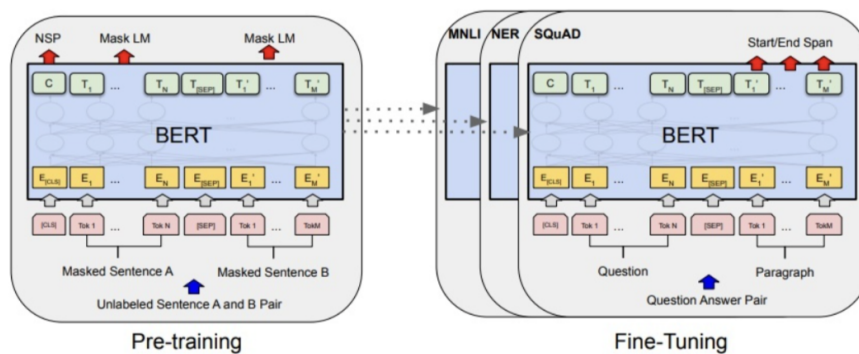 NSP Mask LM Mask LM
C T1 ... TN T[SEP] T1' ... TM'
BERT
E[CLS] E1 ... EN E[SEP] E1' ... EM'
[CLS] Tok 1 ... Tok N [SEP] Tok 1 ... TokM
Masked Sentence A Masked Sentence B
Unlabeled Sentence A and B Pair
Pre-training
MNLI NER SQuAD
Start/End Span
C T1 ... TN T[SEP] T1' ... TM'
BERT
E[CLS] E1 ... EN E[SEP] E1' ... EM'
[CLS] Tok 1 ... Tok N [SEP] Tok 1 ... TokM
Question Paragraph
Question Answer Pair
Fine-Tuning